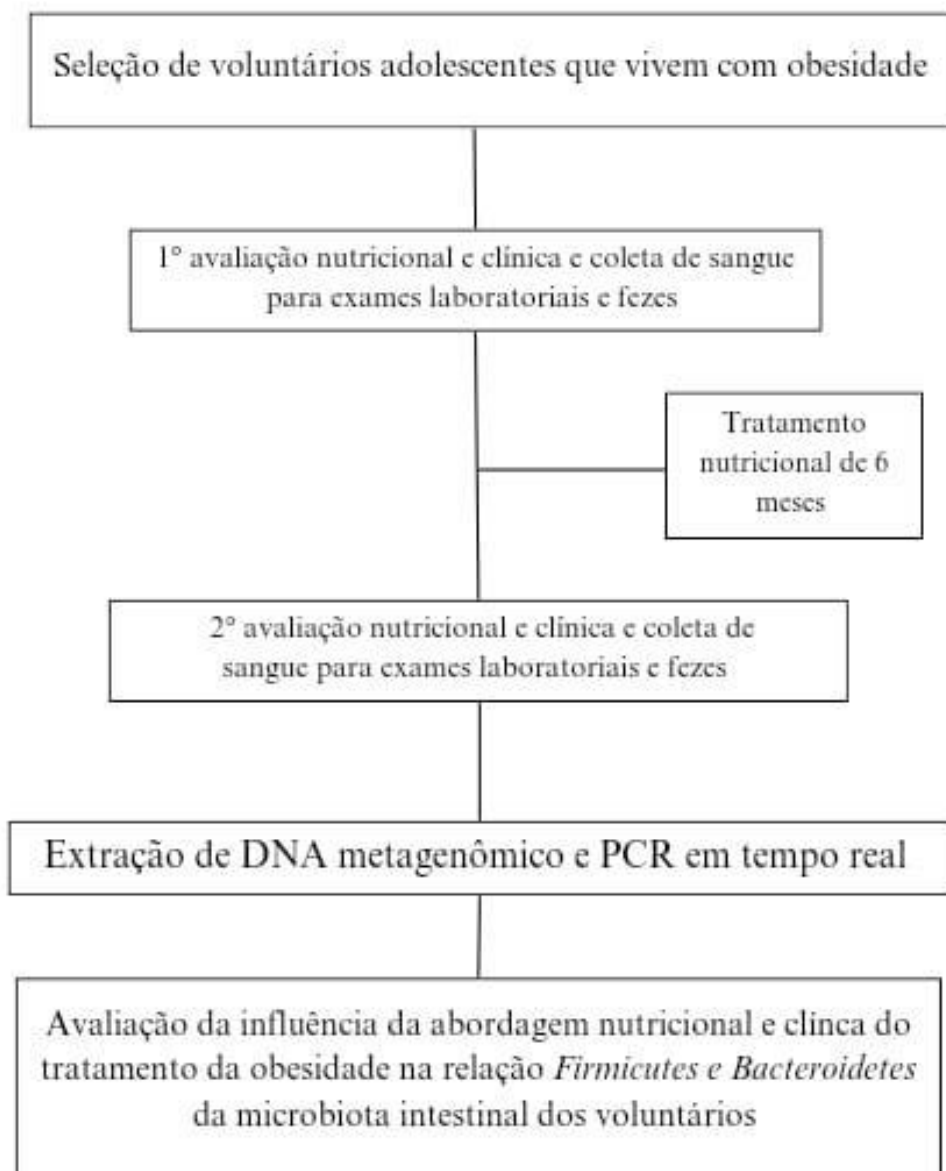 Seleção de voluntários adolescentes que vivem com obesidade
1° avaliação nutricional e clínica e coleta de sangue
para exames laboratoriais e fezes
Tratamento
nutricional de 6
meses
2° avaliação nutricional e clínica e coleta de
sangue para exames laboratoriais e fezes
Extração de DNA metagenômico e PCR em tempo real
Avaliação da influência da abordagem nutricional e clínca do
tratamento da obesidade na relação Firmicutes e Bacteroidetes
da microbiota intestinal dos voluntários